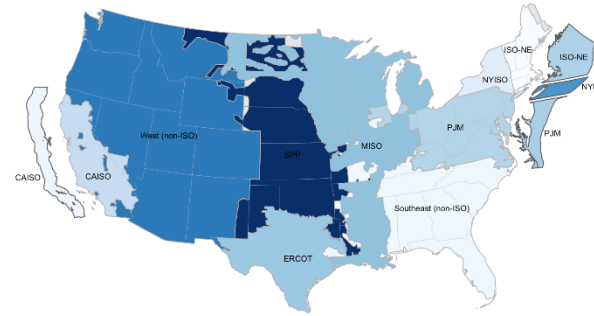 ISO-NE
ISO-NE
NYISO
NYI
West (non-ISO)
PJM
PJM
MISO
SPP
CAISO
CAISO
Southeast (non-ISO)
ERCOT